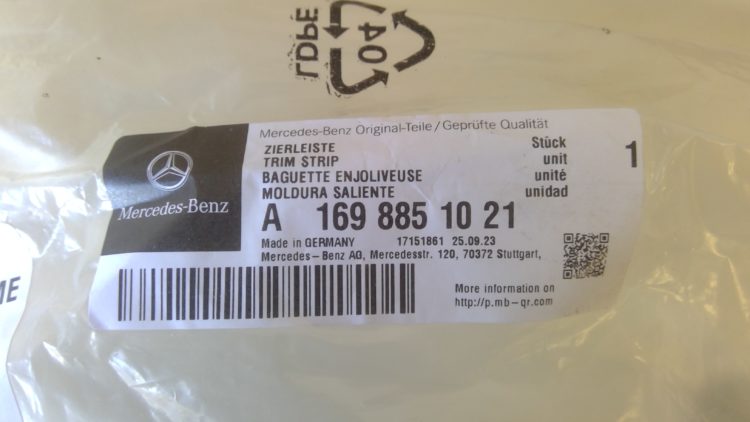 LDPE
04
Mercedes-Benz Original-Teile/Geprüfte Qualität
ZIERLEISTE Stück 1
TRIM STRIP unit
BAGUETTE ENJOLIVEUSE unité
MOLDURA SALIENTE unidad
Mercedes-Benz
A 169 885 10 21
Made in GERMANY 17151861 25.09.23
Mercedes-Benz AG, Mercedesstr. 120, 70372 Stuttgart,
More information on
http://p.mb-qr.com